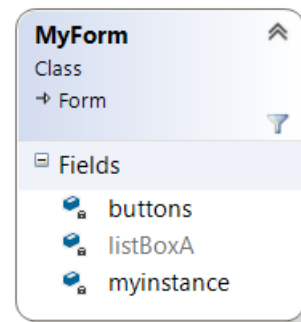 MyForm
Class
Form
Fields
buttons
listBoxA
myinstance